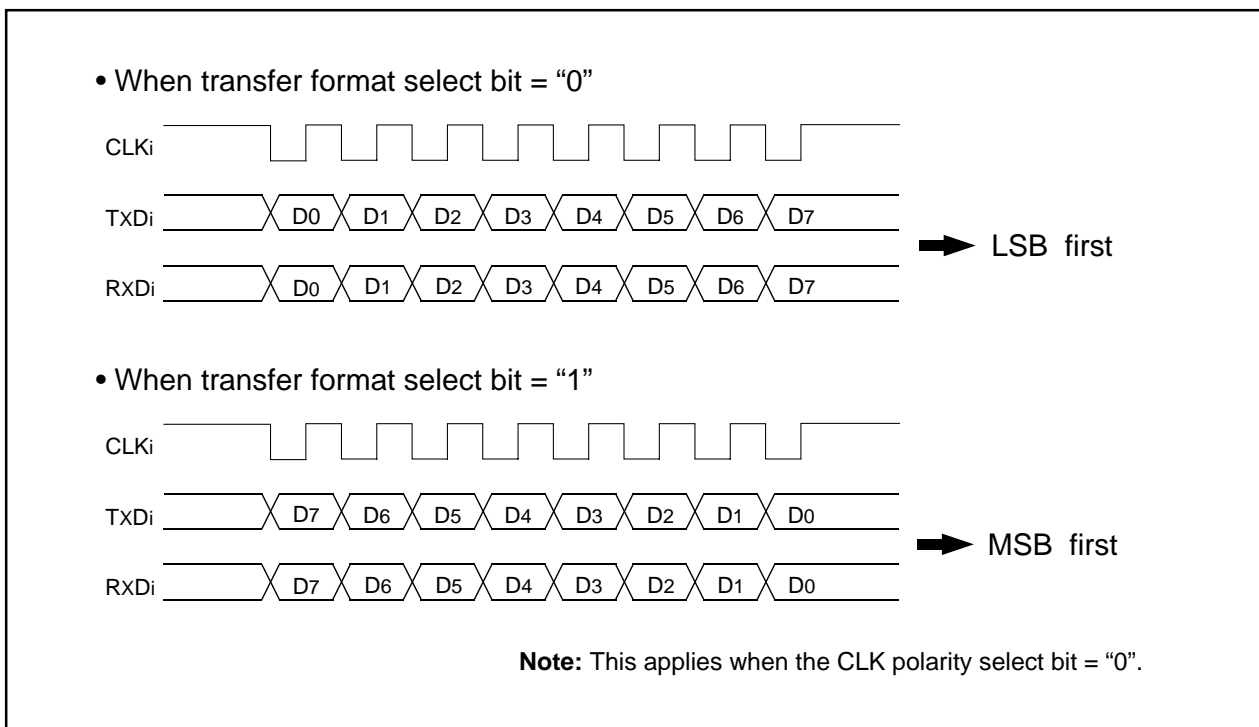 • When transfer format select bit = “0”
CLKi
TXDi D0 D1 D2 D3 D4 D5 D6 D7
LSB first
RXDi D0 D1 D2 D3 D4 D5 D6 D7
• When transfer format select bit = “1”
CLKi
TXDi D7 D6 D5 D4 D3 D2 D1 D0
MSB first
RXDi D7 D6 D5 D4 D3 D2 D1 D0
Note: This applies when the CLK polarity select bit = “0”.